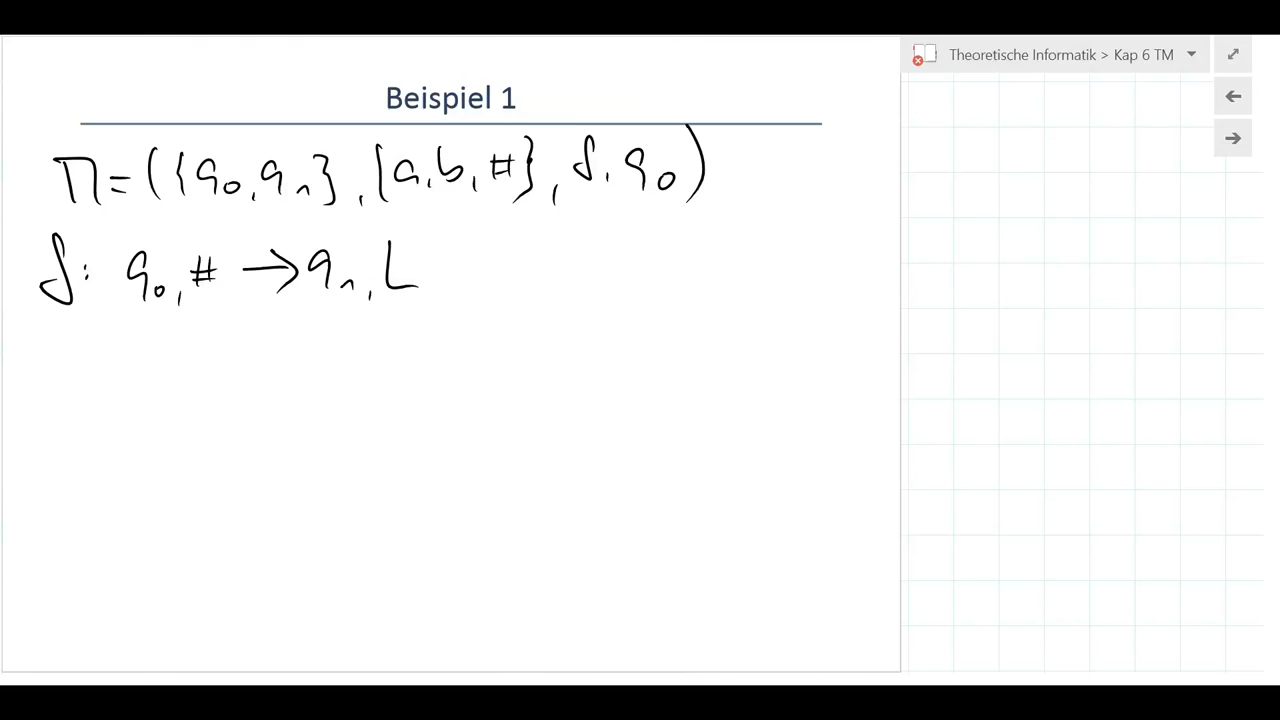 Theoretische Informatik > Kap 6 TM
Beispiel 1
M = ({q₀, q₁}, {a, b, #}, δ, q₀)
δ: q₀, # → q₁, L